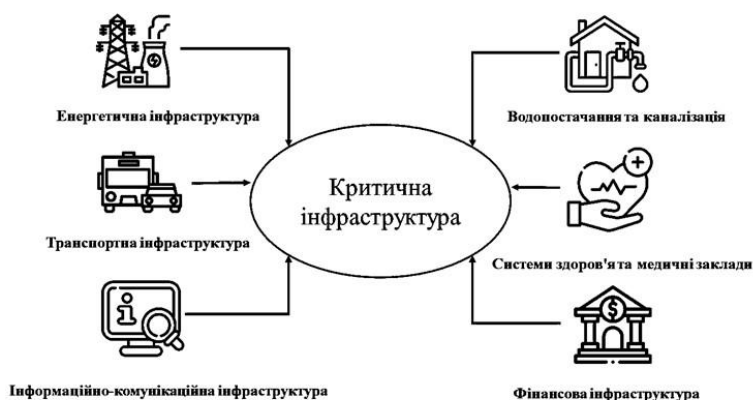 Енергетична інфраструктура
Водопостачання та каналізація
Критична
інфраструктура
Транспортна інфраструктура
Системи здоров'я та медичні заклади
Інформаційно-комунікаційна інфраструктура
Фінансова інфраструктура